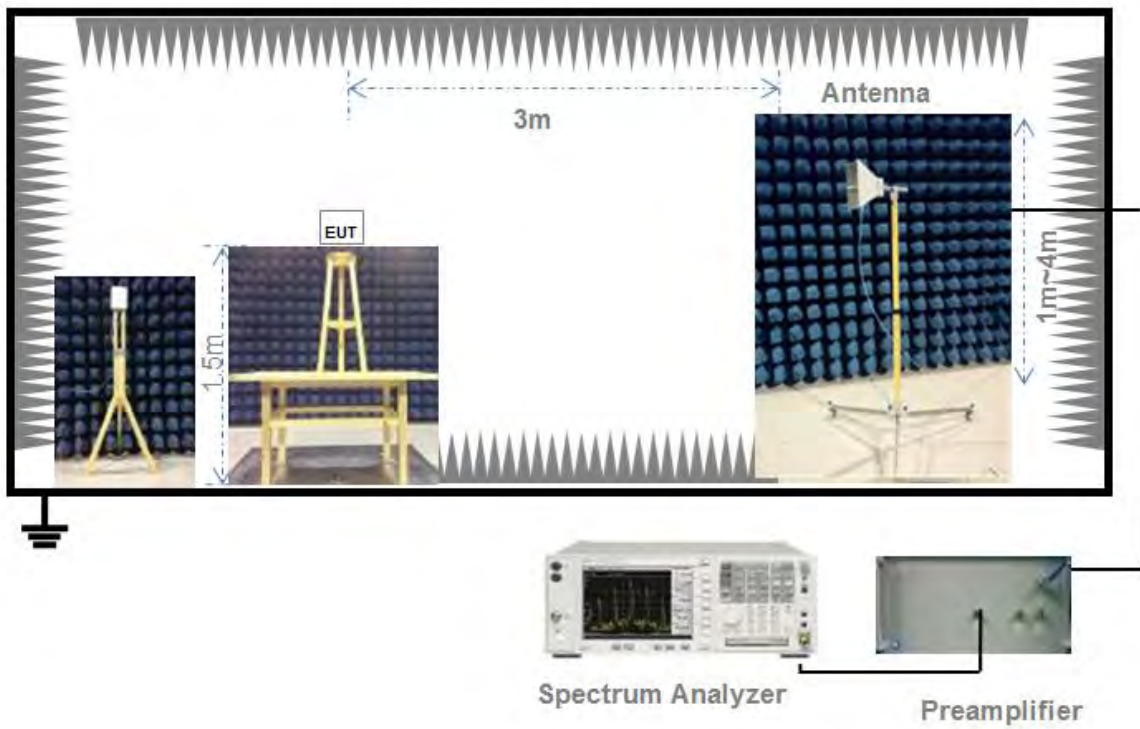 Antenna
3m
EUT
1.5m
1m~4m
Spectrum Analyzer
Preamplifier